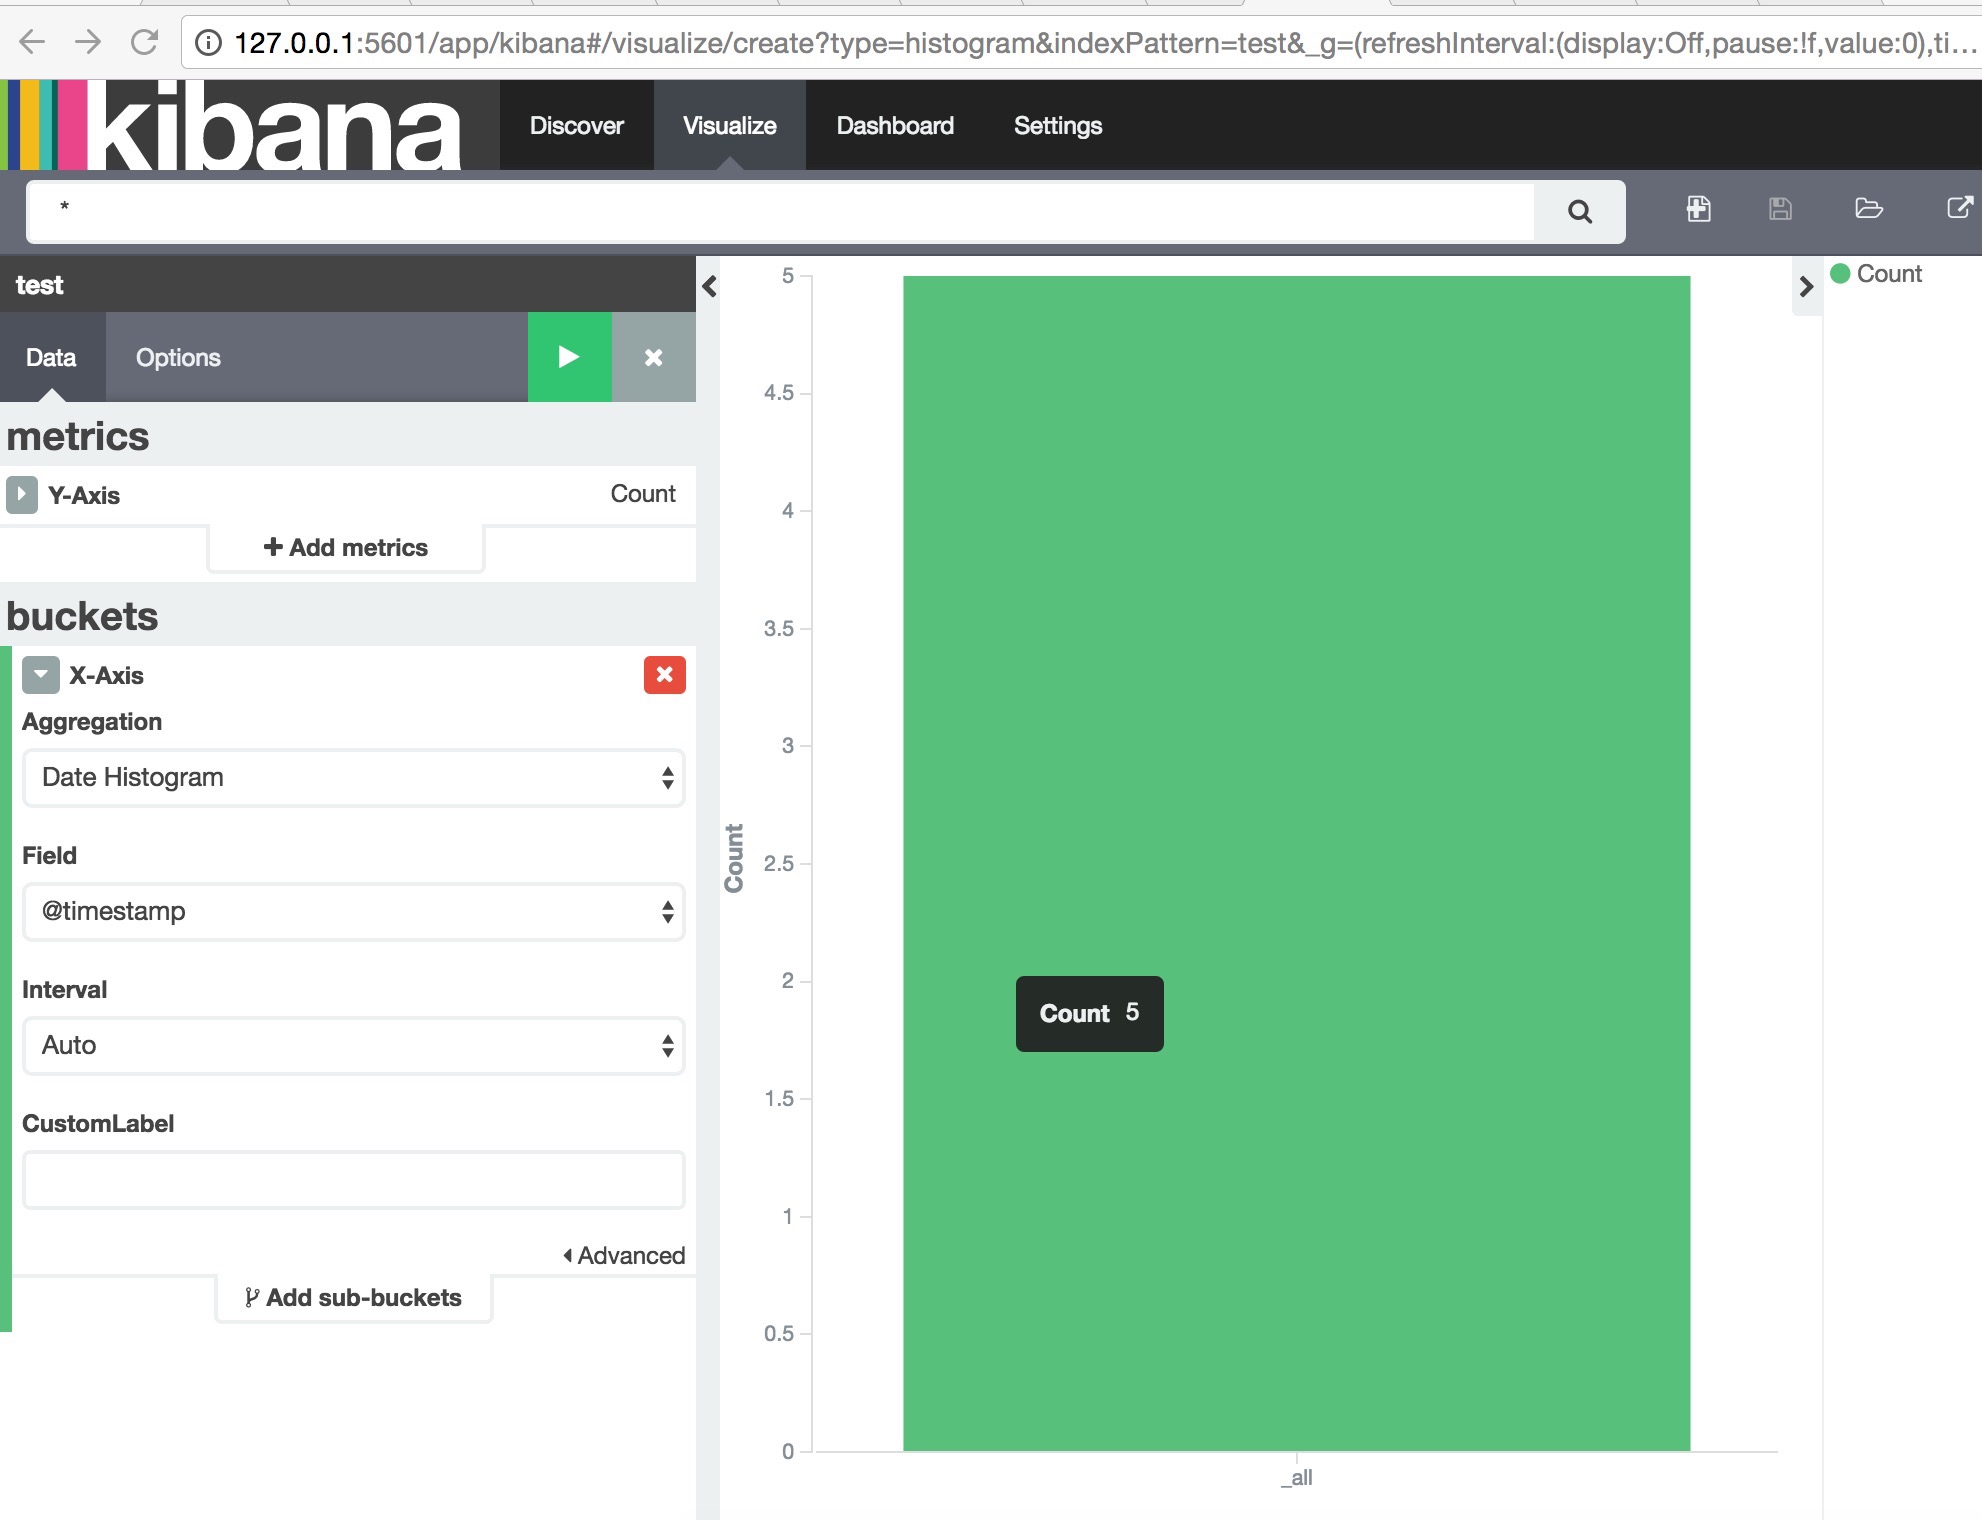 127.0.0.1:5601/app/kibana#/visualize/create?type=histogram&indexPattern=test&_g=(refreshInterval:(display:Off,pause:!f,value:0),ti...
kibana
Discover
Visualize
Dashboard
Settings
*
test
Data
Options
metrics
Y-Axis
Count
Add metrics
buckets
X-Axis
Aggregation
Date Histogram
Field
@timestamp
Interval
Auto
CustomLabel
Advanced
Add sub-buckets
Count
5
4.5
4
3.5
3
2.5
2
1.5
1
0.5
0
Count 5
_all
Count